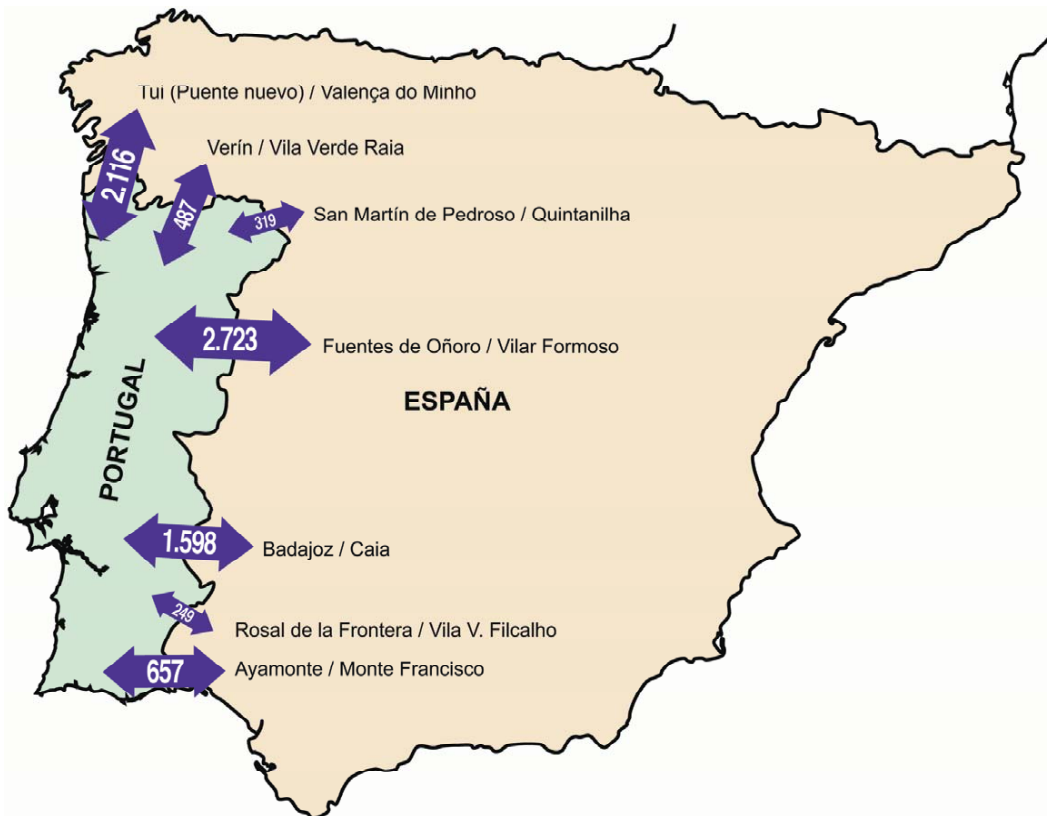 Tui (Puente nuevo) / Valença do Minho
2.116
Verín / Vila Verde Raia
487
San Martín de Pedroso / Quintanilha
319
2.723
Fuentes de Oñoro / Vilar Formoso
ESPAÑA
PORTUGAL
1.598
Badajoz / Caia
249
Rosal de la Frontera / Vila V. Filcalho
657
Ayamonte / Monte Francisco